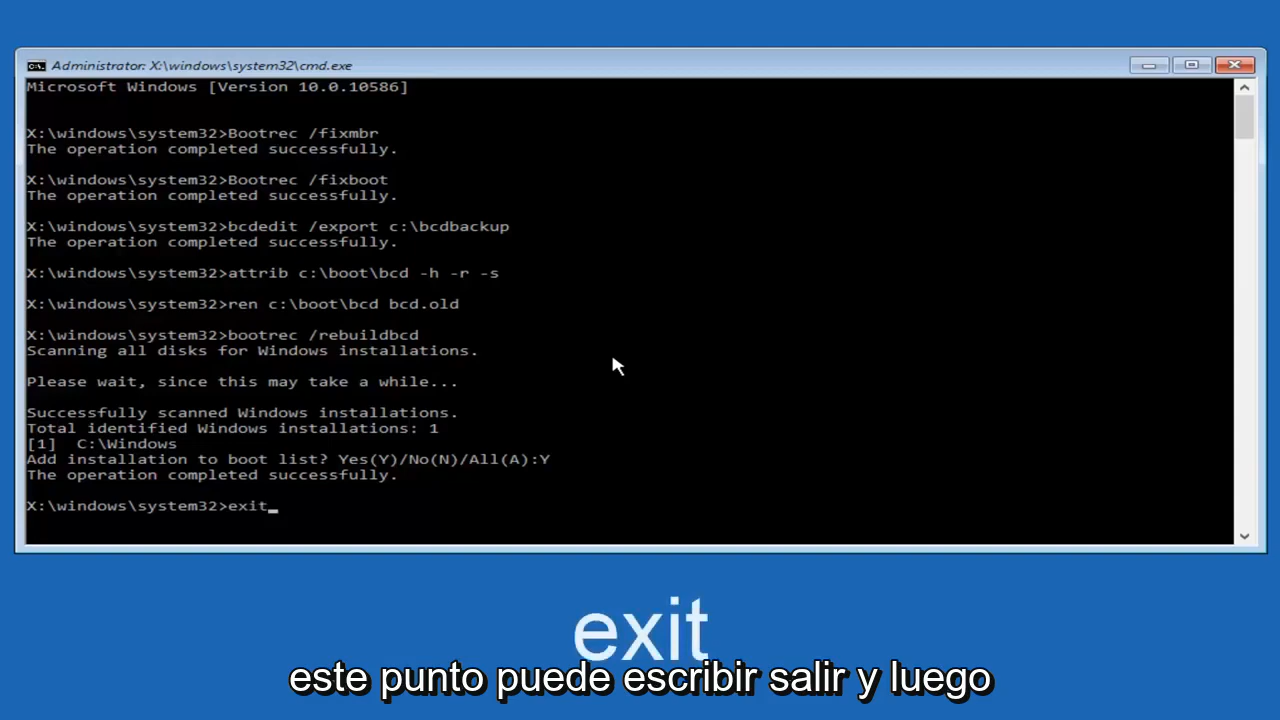 Administrator: X:\windows\system32\cmd.exe
Microsoft Windows [Version 10.0.10586]
X:\windows\system32>Bootrec /fixmbr
The operation completed successfully.
X:\windows\system32>Bootrec /fixboot
The operation completed successfully.
X:\windows\system32>bcdedit /export c:\bcdbackup
The operation completed successfully.
X:\windows\system32>attrib c:\boot\bcd -h -r -s
X:\windows\system32>ren c:\boot\bcd bcd.old
X:\windows\system32>bootrec /rebuildbcd
Scanning all disks for Windows installations.
Please wait, since this may take a while...
Successfully scanned Windows installations.
Total identified Windows installations: 1
[1]  C:\Windows
Add installation to boot list? Yes(Y)/No(N)/All(A):Y
The operation completed successfully.
X:\windows\system32>exit_
exit
este punto puede escribir salir y luego